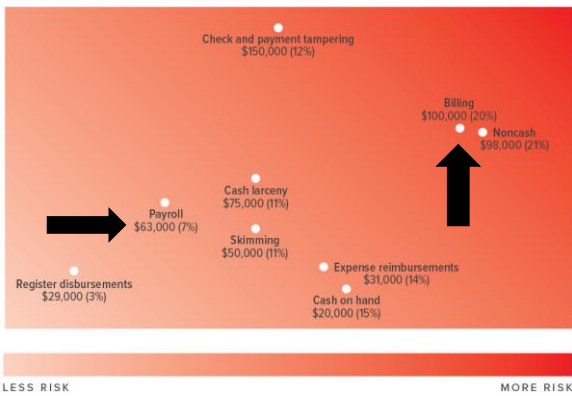 Check and payment tampering
$150,000 (12%)
Billing
$100,000 (20%)
Noncash
$98,000 (21%)
Cash larceny
$75,000 (11%)
Payroll
$63,000 (7%)
Skimming
$50,000 (11%)
Expense reimbursements
$31,000 (14%)
Register disbursements
$29,000 (3%)
Cash on hand
$20,000 (15%)
LESS RISK
MORE RISK